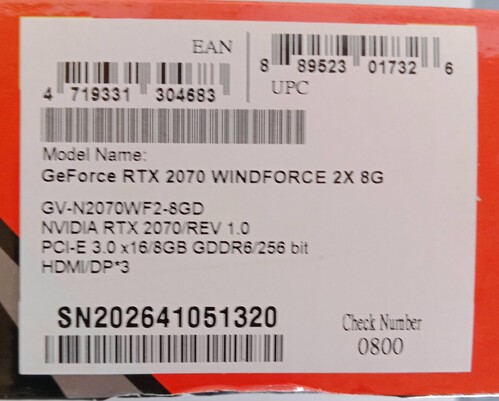 EAN
4 719331 304683
8 89523 01732 6
UPC
Model Name:
GeForce RTX 2070 WINDFORCE 2X 8G
GV-N2070WF2-8GD
NVIDIA RTX 2070/REV 1.0
PCI-E 3.0 x16/8GB GDDR6/256 bit
HDMI/DP*3
SN202641051320
Check Number
0800